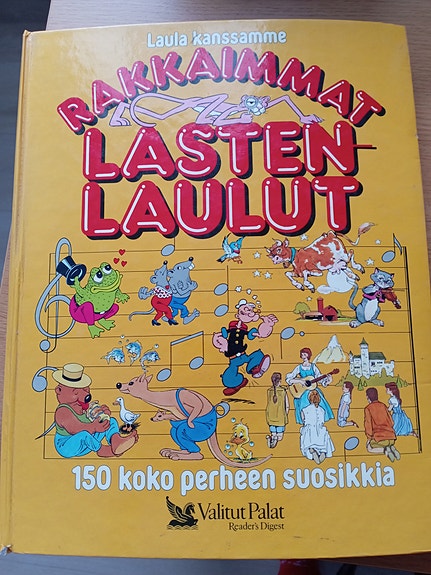 Laula kanssamme
RAKKAIMMAT
LASTEN-
LAULUT
150 koko perheen suosikkia
Valitut Palat
Reader's Digest